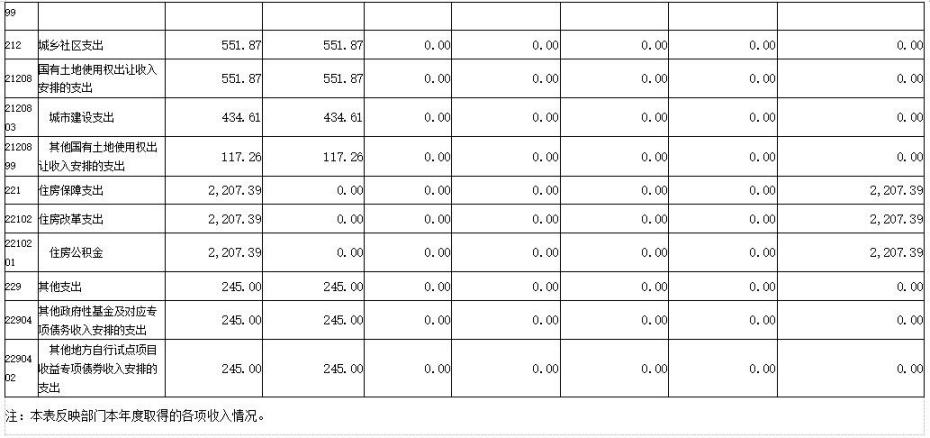 99
212 城乡社区支出 551.87 551.87 0.00 0.00 0.00 0.00 0.00
21208 国有土地使用权出让收入
安排的支出 551.87 551.87 0.00 0.00 0.00 0.00 0.00
21208
03 城市建设支出 434.61 434.61 0.00 0.00 0.00 0.00 0.00
21208
99 其他国有土地使用权出
让收入安排的支出 117.26 117.26 0.00 0.00 0.00 0.00 0.00
221 住房保障支出 2,207.39 0.00 0.00 0.00 0.00 0.00 2,207.39
22102 住房改革支出 2,207.39 0.00 0.00 0.00 0.00 0.00 2,207.39
22102
01 住房公积金 2,207.39 0.00 0.00 0.00 0.00 0.00 2,207.39
229 其他支出 245.00 245.00 0.00 0.00 0.00 0.00 0.00
22904 其他政府性基金及对应专
项债务收入安排的支出 245.00 245.00 0.00 0.00 0.00 0.00 0.00
22904
02 其他地方自行试点项目
收益专项债券收入安排的
支出 245.00 245.00 0.00 0.00 0.00 0.00 0.00
注：本表反映部门本年度取得的各项收入情况。